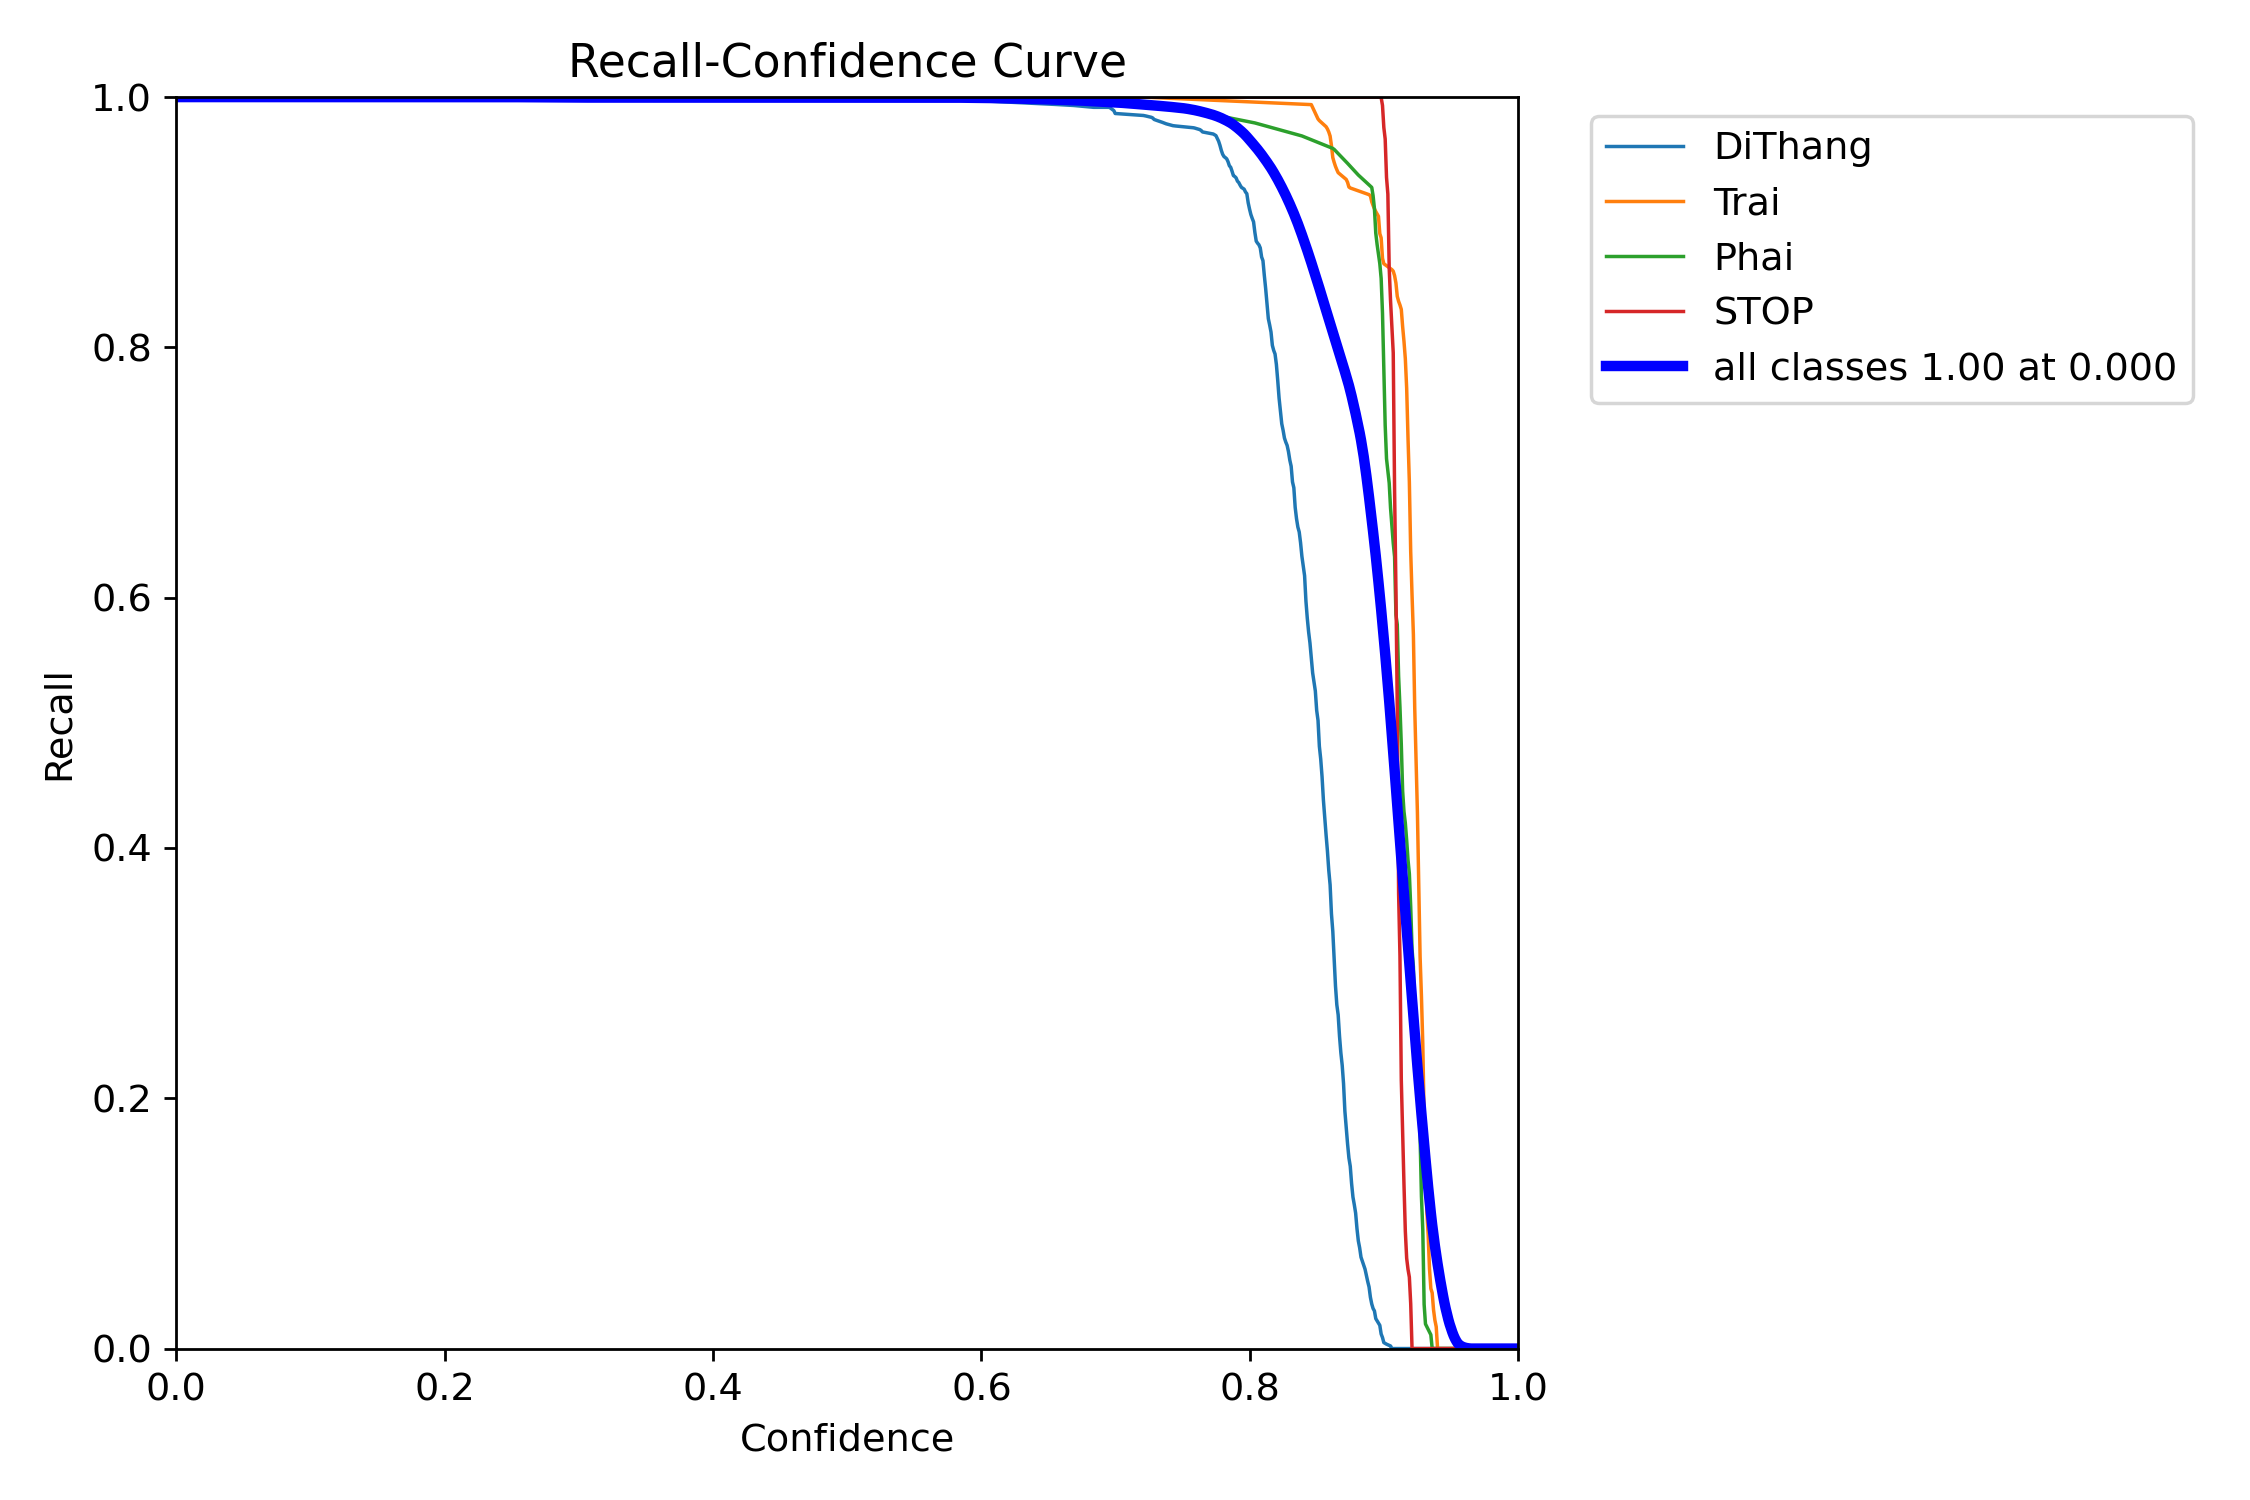 Recall-Confidence Curve
1.0
0.8
0.6
0.4
0.2
0.0
Recall
0.0 0.2 0.4 0.6 0.8 1.0
Confidence
DiThang
Trai
Phai
STOP
all classes 1.00 at 0.000